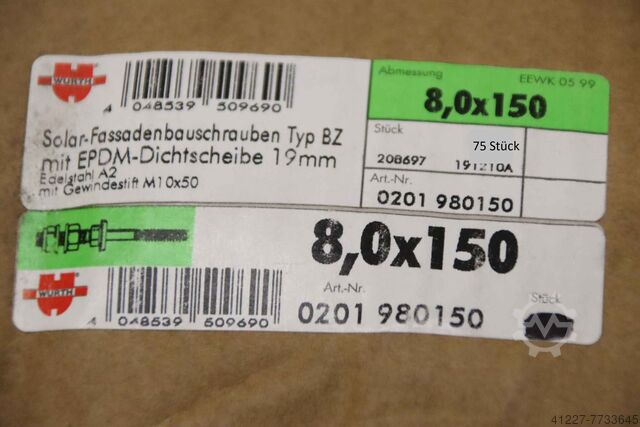 WÜRTH
4 048539 509690
Abmessung
EEWK 05 99
8,0x150
Solar-Fassadenbauschrauben Typ BZ
mit EPDM-Dichtscheibe 19mm
Edelstahl A2
mit Gewindestift M10x50
Stück
75 Stück
208697 191210A
Art.-Nr.
0201 980150
8,0x150
WÜRTH
4 048539 509690
Art.-Nr.
0201 980150
Stück
41227-7733645